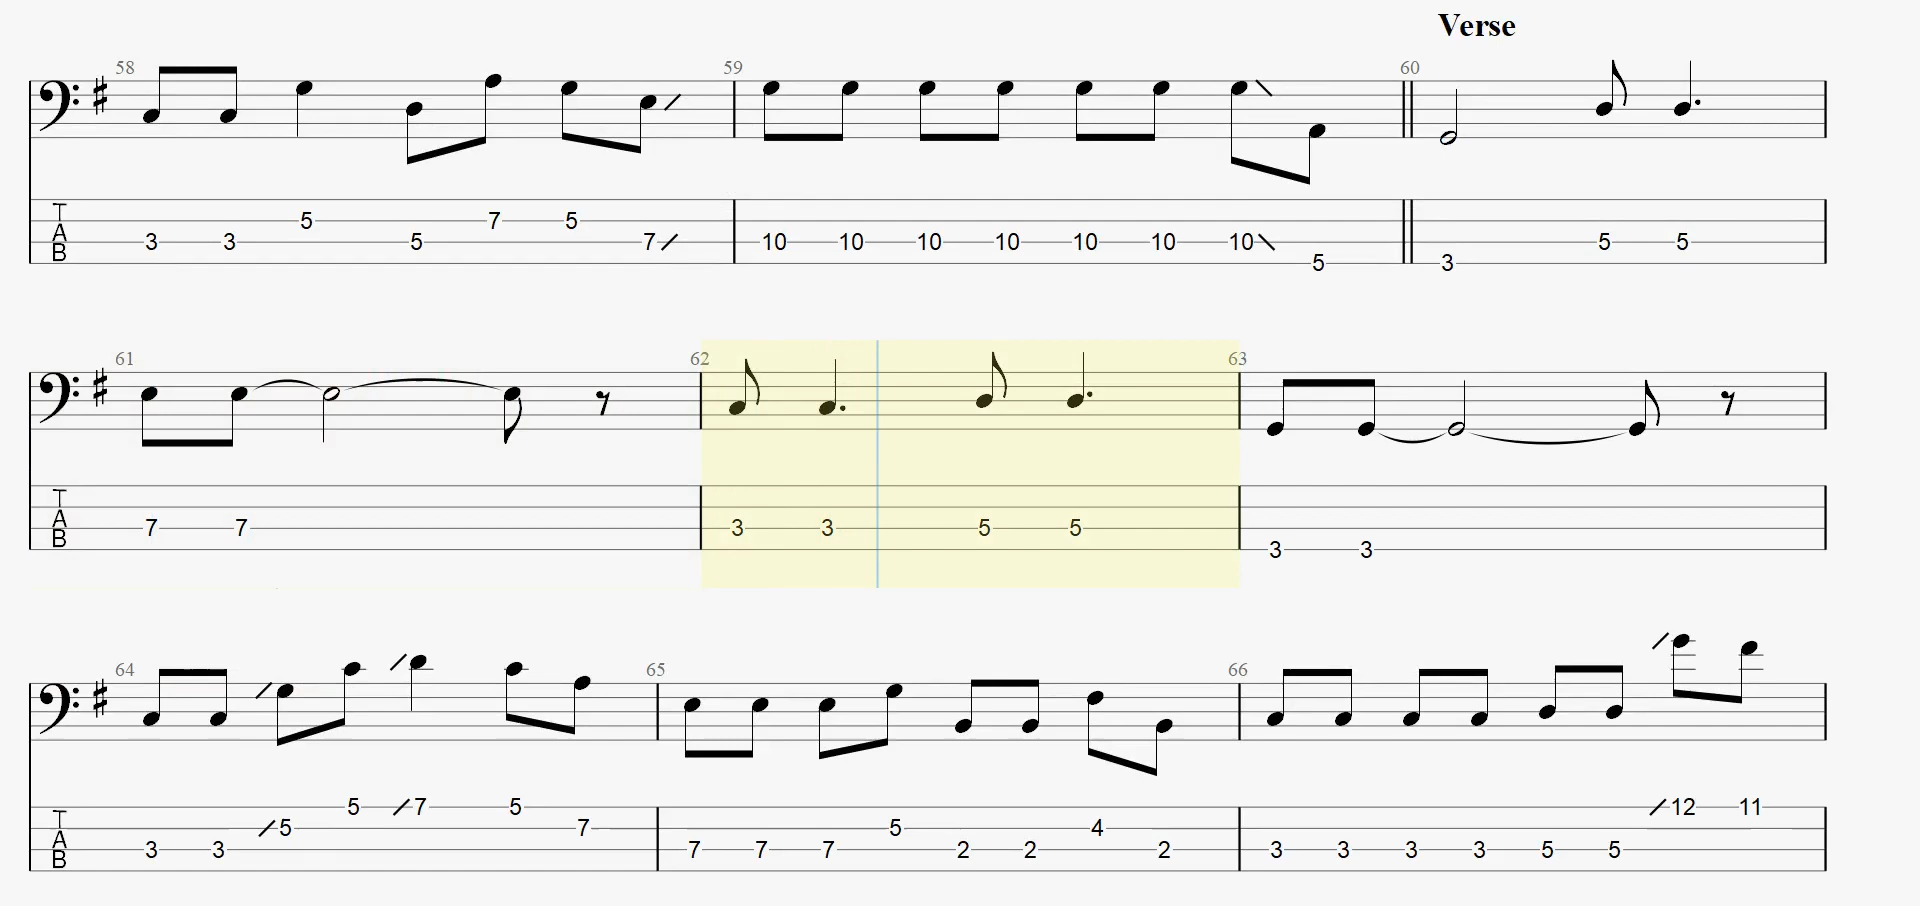 Verse
58 59 60
T 5 7 5
A 3 3 5 7 10 10 10 10 10 10 10 5 5
B 5 3
61 62 63
T
A 7 7 3 3 5 5
B 3 3
64 65 66
T 5 7 5 12 11
5 7 5 4
A 3 3 7 7 7 2 2 2 3 3 3 3 5 5
B